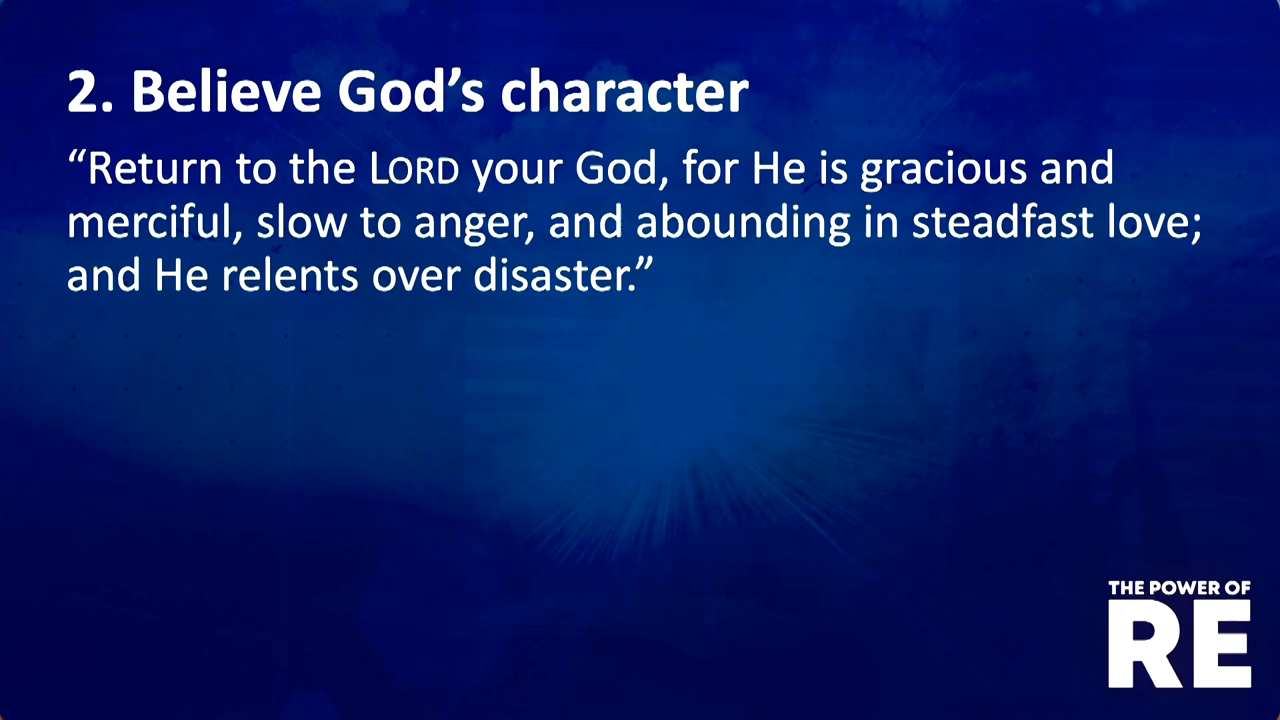 2. Believe God’s character
“Return to the LORD your God, for He is gracious and
merciful, slow to anger, and abounding in steadfast love;
and He relents over disaster.”
THE POWER OF
RE